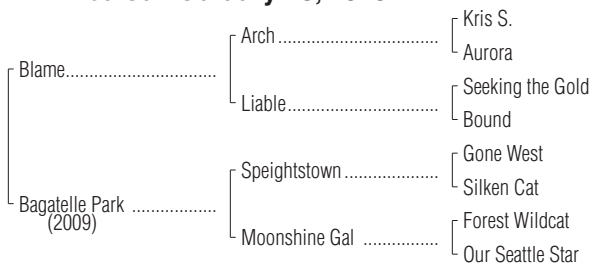 Kris S.
Arch
Aurora
Blame
Seeking the Gold
Liable
Bound
Gone West
Speightstown
Silken Cat
Bagatelle Park
(2009)
Forest Wildcat
Moonshine Gal
Our Seattle Star